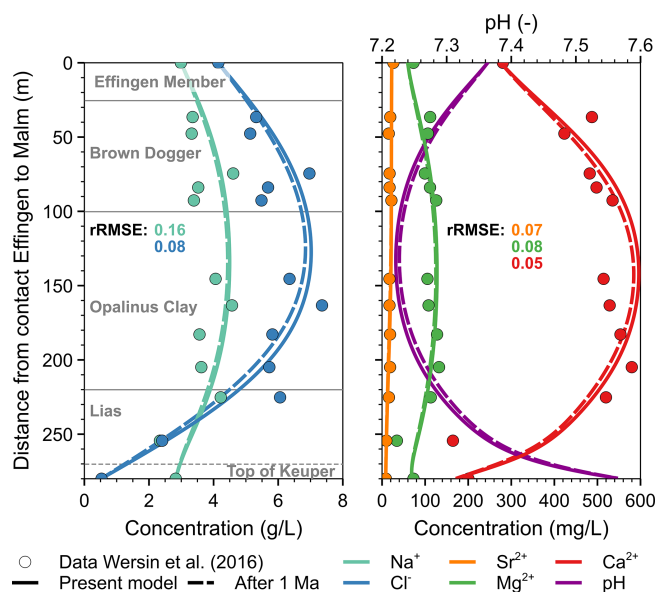 pH (-)
7.2 7.3 7.4 7.5 7.6
Distance from contact Effingen to Malm (m)
0
50
100
150
200
250
Effingen Member
Brown Dogger
rRMSE: 0.16
0.08
Opalinus Clay
Lias
Top of Keuper
rRMSE: 0.07
0.08
0.05
0 2 4 6 8
0 100 200 300 400 500 600
Concentration (g/L)
Concentration (mg/L)
Data Wersin et al. (2016)
Present model
After 1 Ma
Na⁺
Cl⁻
Sr²⁺
Mg²⁺
Ca²⁺
pH